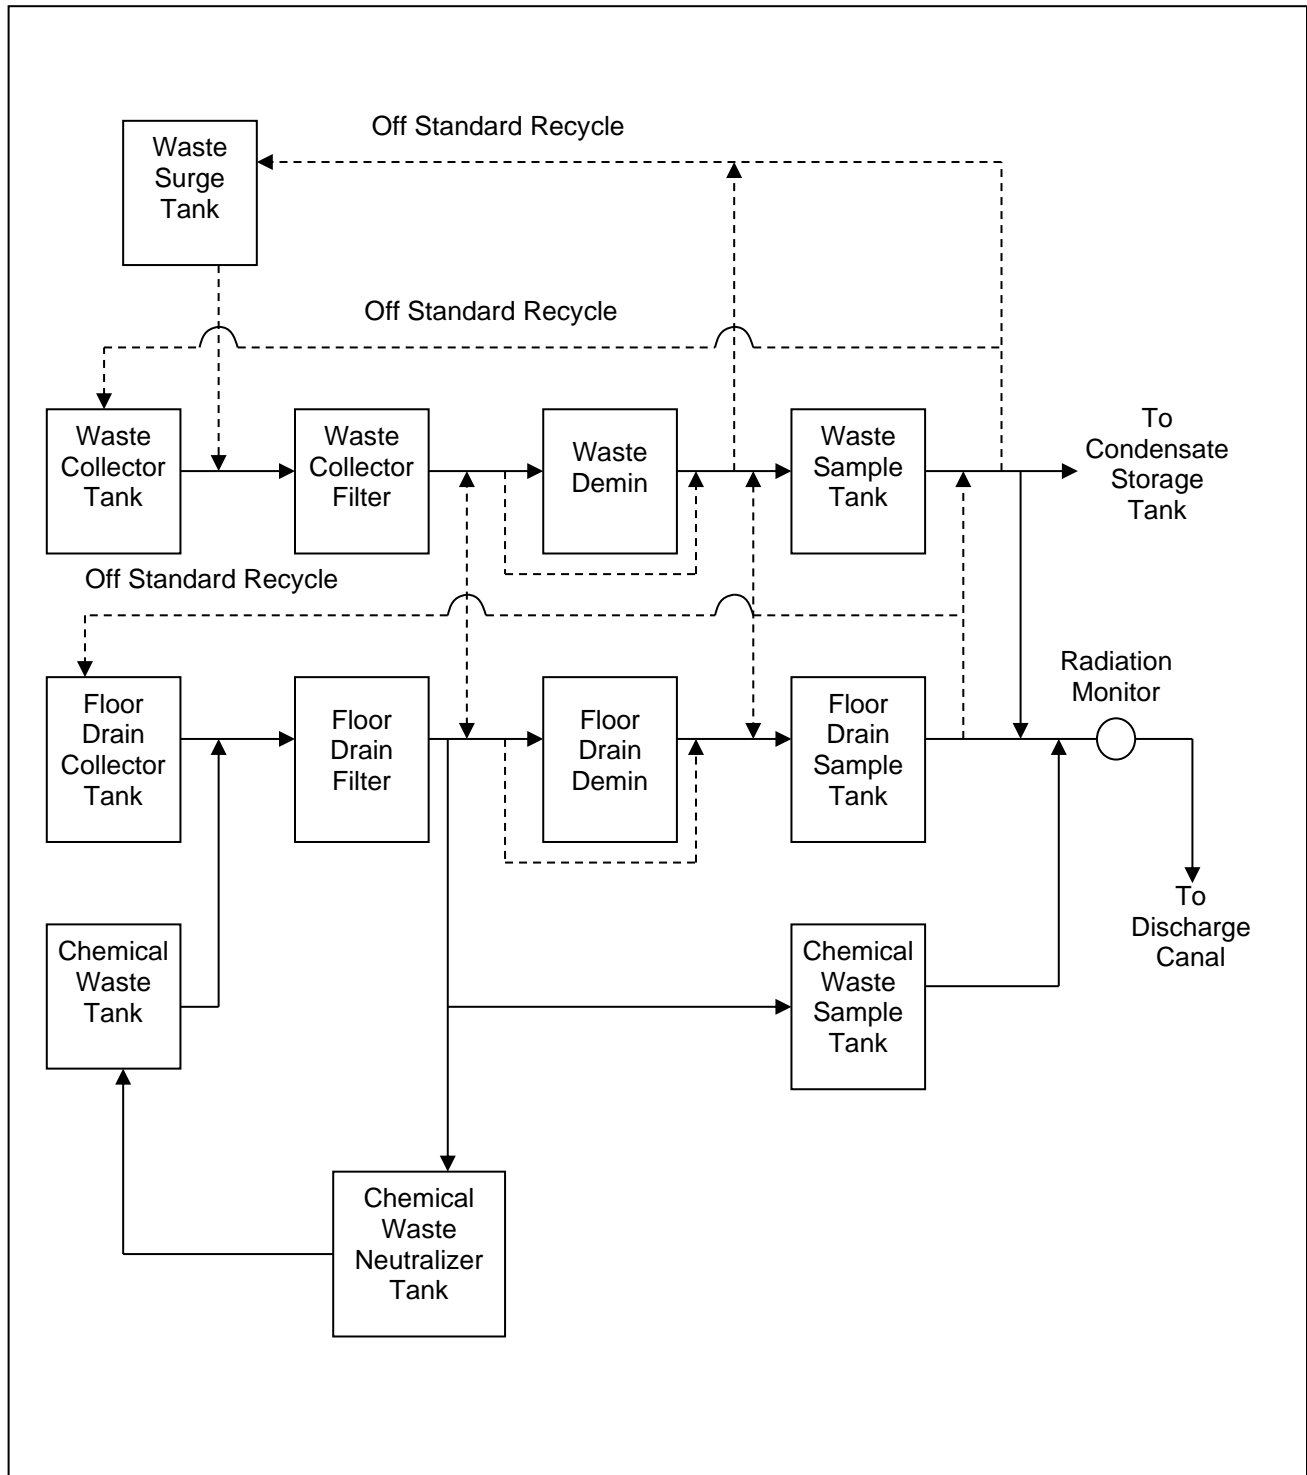 Off Standard Recycle
Waste
Surge
Tank
Off Standard Recycle
Waste
Collector
Tank
Waste
Collector
Filter
Waste
Demin
Waste
Sample
Tank
To
Condensate
Storage
Tank
Off Standard Recycle
Floor
Drain
Collector
Tank
Floor
Drain
Filter
Floor
Drain
Demin
Floor
Drain
Sample
Tank
Radiation
Monitor
To
Discharge
Canal
Chemical
Waste
Tank
Chemical
Waste
Sample
Tank
Chemical
Waste
Neutralizer
Tank